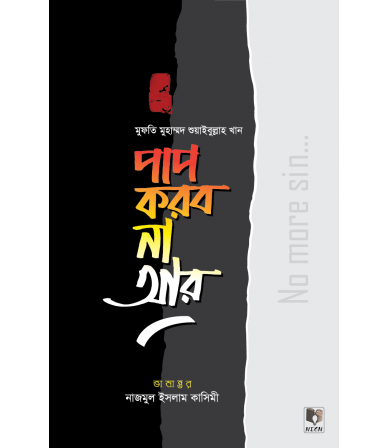 মুফতি মুহাম্মদ শুয়াইবুল্লাহ খান
পাপ
করব
না
আর
No more sin...
ভাষান্তর
নাজমুল ইসলাম কাসিমী